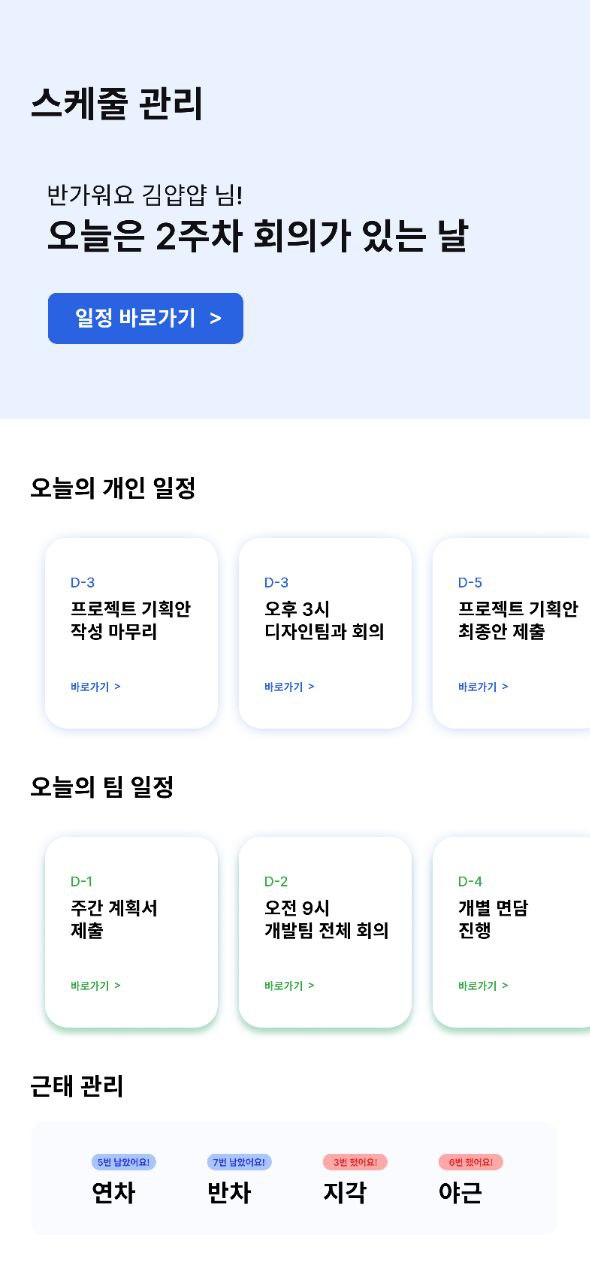 스케줄 관리
반가워요 김얍얍 님!
오늘은 2주차 회의가 있는 날
일정 바로가기 >
오늘의 개인 일정
D-3
프로젝트 기획안
작성 마무리
바로가기 >
D-3
오후 3시
디자인팀과 회의
바로가기 >
D-5
프로젝트 기획안
최종안 제출
바로가기 >
오늘의 팀 일정
D-1
주간 계획서
제출
바로가기 >
D-2
오전 9시
개발팀 전체 회의
바로가기 >
D-4
개별 면담
진행
바로가기 >
근태 관리
5번 남았어요!
연차
7번 남았어요!
반차
3번 했어요!
지각
6번 했어요!
야근